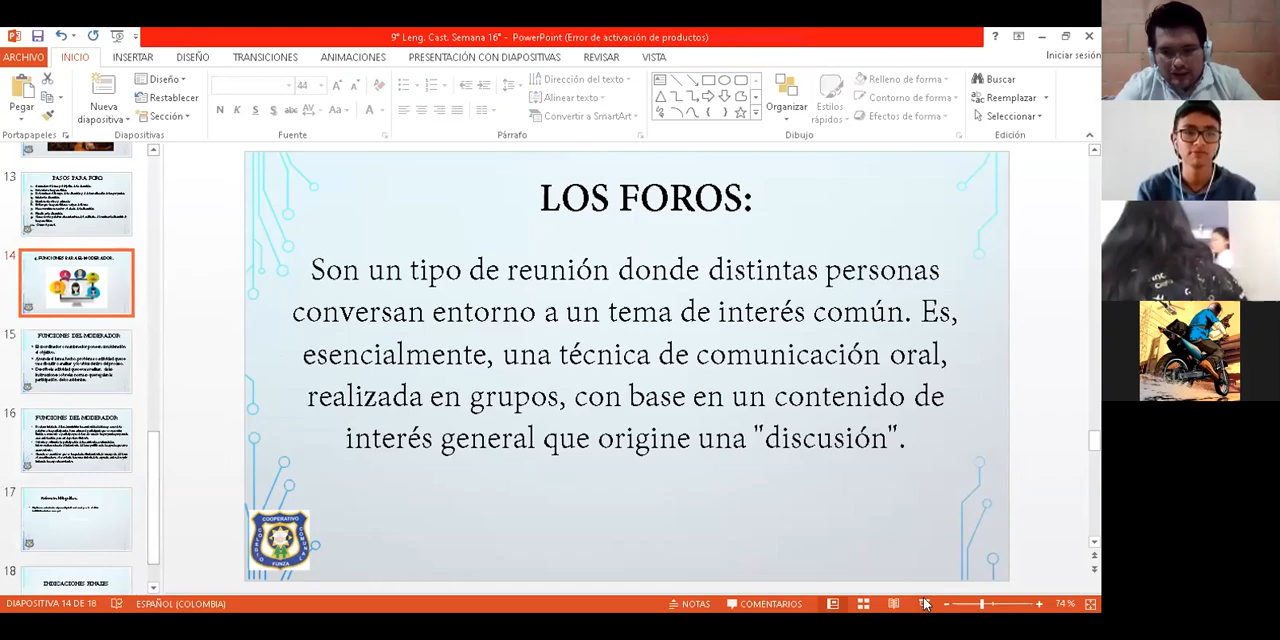 9° Leng. Cast. Semana 16° - PowerPoint (Error de activación de productos)
ARCHIVO INICIO INSERTAR DISEÑO TRANSICIONES ANIMACIONES PRESENTACIÓN CON DIAPOSITIVAS REVISAR VISTA
Iniciar sesión
Pegar
Portapapeles
Nueva
diapositiva
Diseño
Restablecer
Sección
Diapositivas
44
N K S S abc AV Aa A
Fuente
Dirección del texto
Alinear texto
Convertir a SmartArt
Párrafo
Organizar
Estilos
rápidos
Relleno de forma
Contorno de forma
Efectos de forma
Dibujo
Buscar
Reemplazar
Seleccionar
Edición
13
PASOS PARA FORO
14
FUNCIONES PARA EL MODERADOR
15
FUNCIONES DEL MODERADOR
16
FUNCIONES DEL MODERADOR
17
18
INDICACIONES FINALES
LOS FOROS:
Son un tipo de reunión donde distintas personas
conversan entorno a un tema de interés común. Es,
esencialmente, una técnica de comunicación oral,
realizada en grupos, con base en un contenido de
interés general que origine una "discusión".
COOPERATIVO
COLEGIO
COMUNAL
FUNZA
DIAPOSITIVA 14 DE 18
ESPAÑOL (COLOMBIA)
NOTAS
COMENTARIOS
74 %